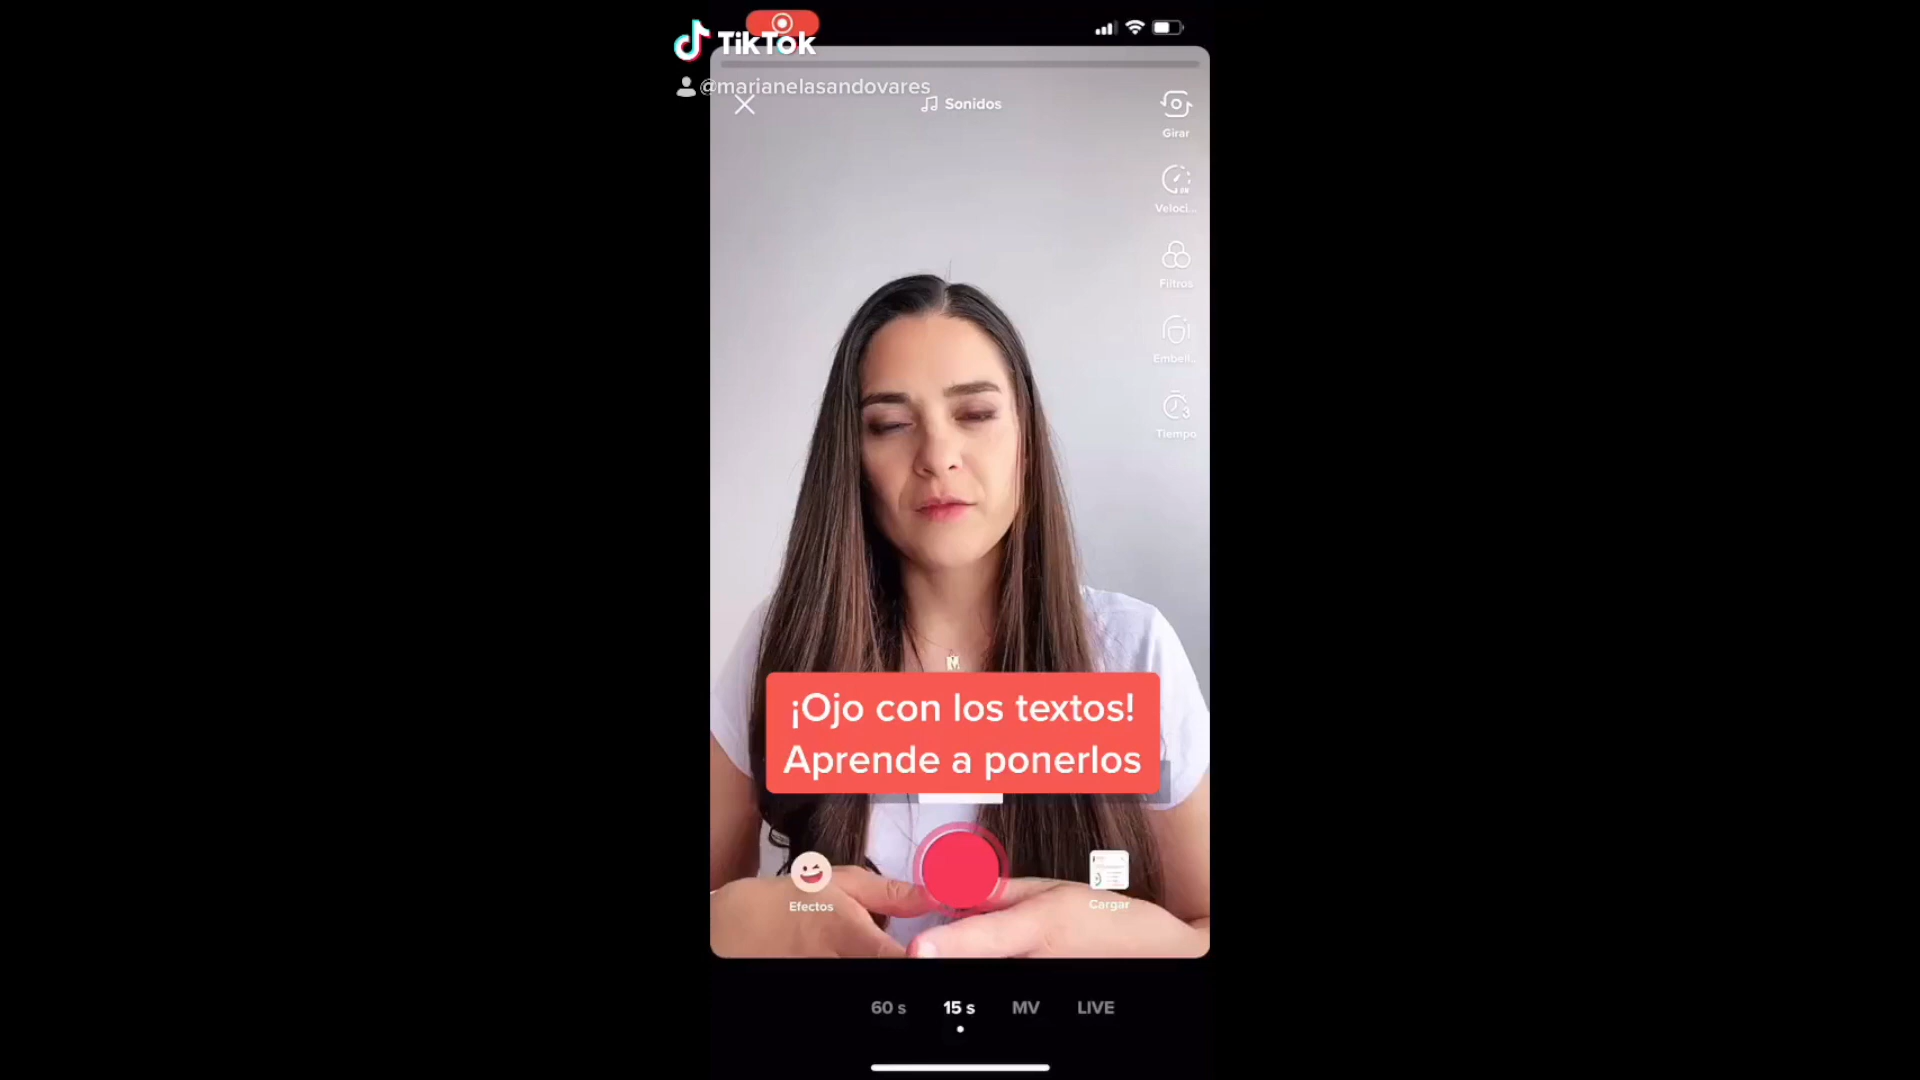 TikTok
@marianelasandovares
Sonidos
Girar
Veloci...
Filtros
Embell...
Tiempo
¡Ojo con los textos!
Aprende a ponerlos
Efectos
Cargar
60 s
15 s
MV
LIVE